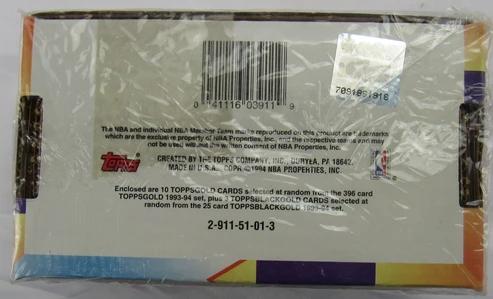 0 41116 03911 9
The NBA and individual NBA Member Team marks reproduced on this product are trademarks
which are the exclusive property of NBA Properties, Inc. and the respective teams and may
not be used without the written consent of NBA Properties, Inc.
TOPPS
CREATED BY THE TOPPS COMPANY, INC., DURYEA, PA 18642.
MADE IN U.S.A. COPR © 1994 NBA PROPERTIES, INC.
Enclosed are 10 TOPPSGOLD CARDS selected at random from the 396 card
TOPPSGOLD 1993-94 set, plus 3 TOPPSBLACKGOLD CARDS selected at
random from the 25 card TOPPSBLACKGOLD 1993-94 set.
2-911-51-01-3